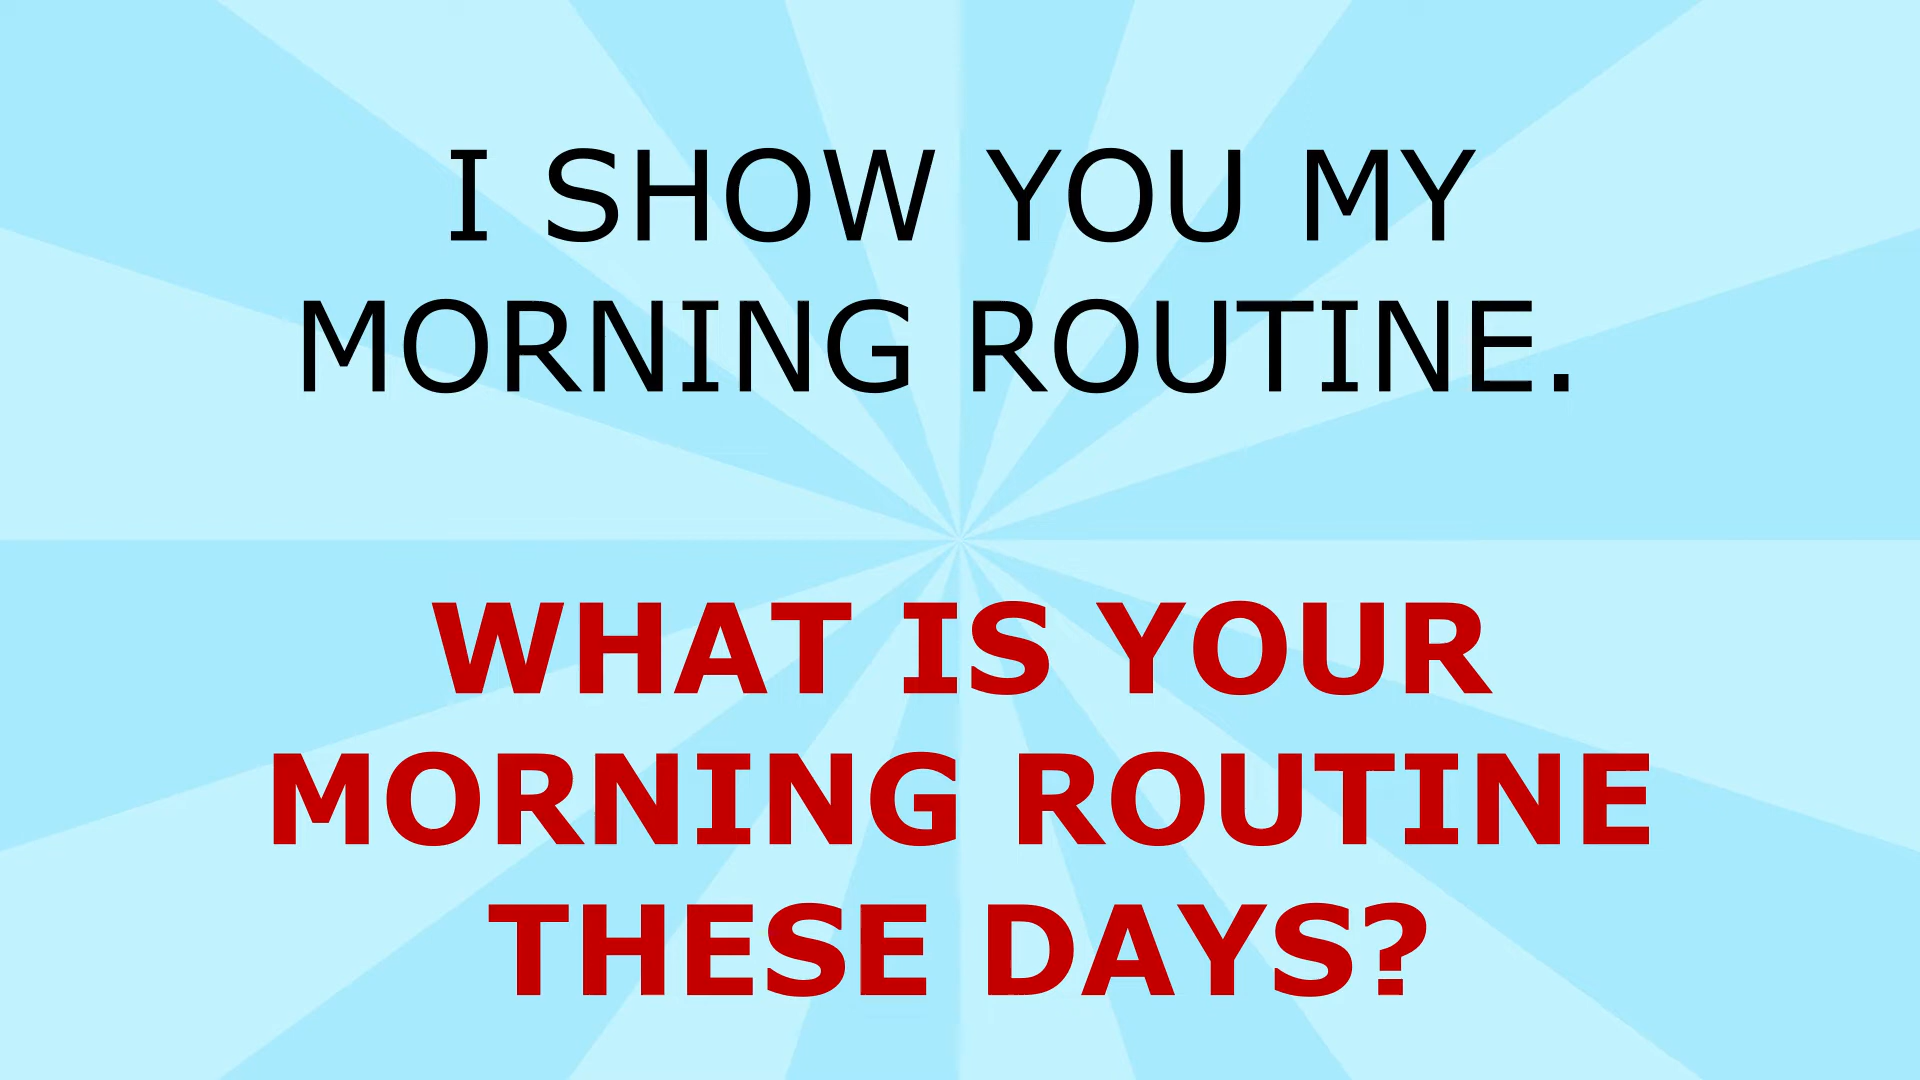 I SHOW YOU MY
MORNING ROUTINE.
WHAT IS YOUR
MORNING ROUTINE
THESE DAYS?